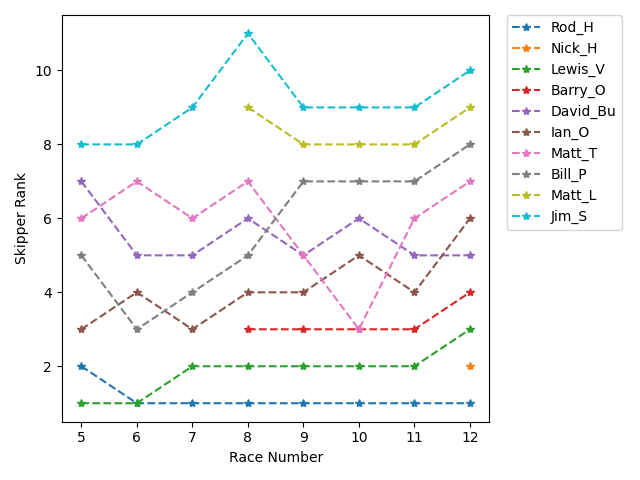 10
8
6
4
2
Skipper Rank
5 6 7 8 9 10 11 12
Race Number
Rod_H
Nick_H
Lewis_V
Barry_O
David_Bu
Ian_O
Matt_T
Bill_P
Matt_L
Jim_S